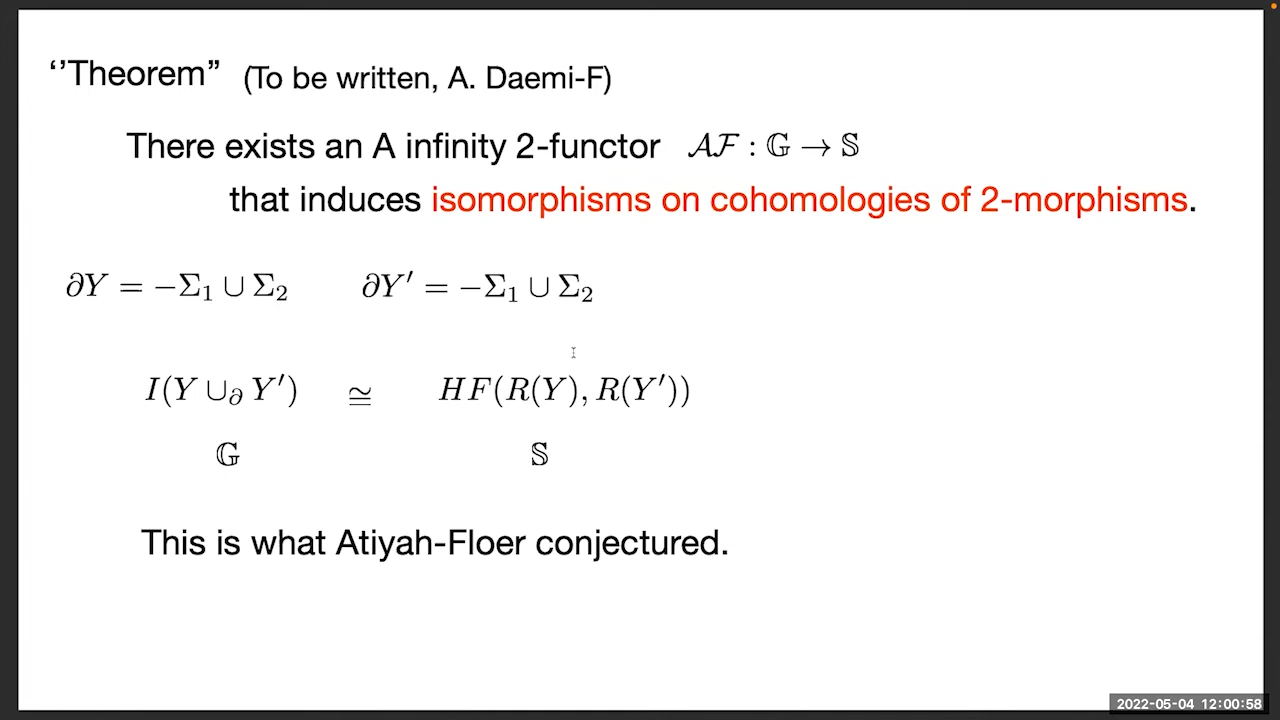 ‘’Theorem” (To be written, A. Daemi-F)
There exists an A infinity 2-functor 𝒜ℱ : 𝔾 → 𝕊
that induces isomorphisms on cohomologies of 2-morphisms.
∂Y = −Σ₁ ∪ Σ₂ ∂Y′ = −Σ₁ ∪ Σ₂
I(Y ∪∂ Y′) ≅ HF(R(Y), R(Y′))
𝔾 𝕊
This is what Atiyah-Floer conjectured.
2022-05-04 12:00:58